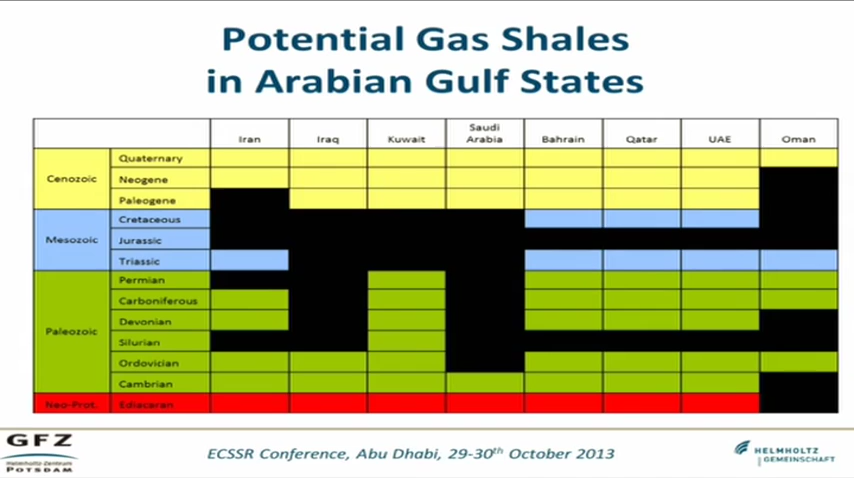 Potential Gas Shales
in Arabian Gulf States
Iran Iraq Kuwait Saudi Arabia Bahrain Qatar UAE Oman
Cenozoic
Quaternary
Neogene
Paleogene
Mesozoic
Cretaceous
Jurassic
Triassic
Paleozoic
Permian
Carboniferous
Devonian
Silurian
Ordovician
Cambrian
Neo-Prot. Ediacaran
GFZ
Helmholtz-Zentrum
POTSDAM
ECSSR Conference, Abu Dhabi, 29-30th October 2013
HELMHOLTZ
GEMEINSCHAFT